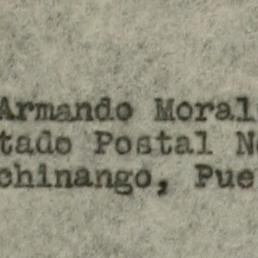 Armando Moral
tado Postal N
chinango, Pue